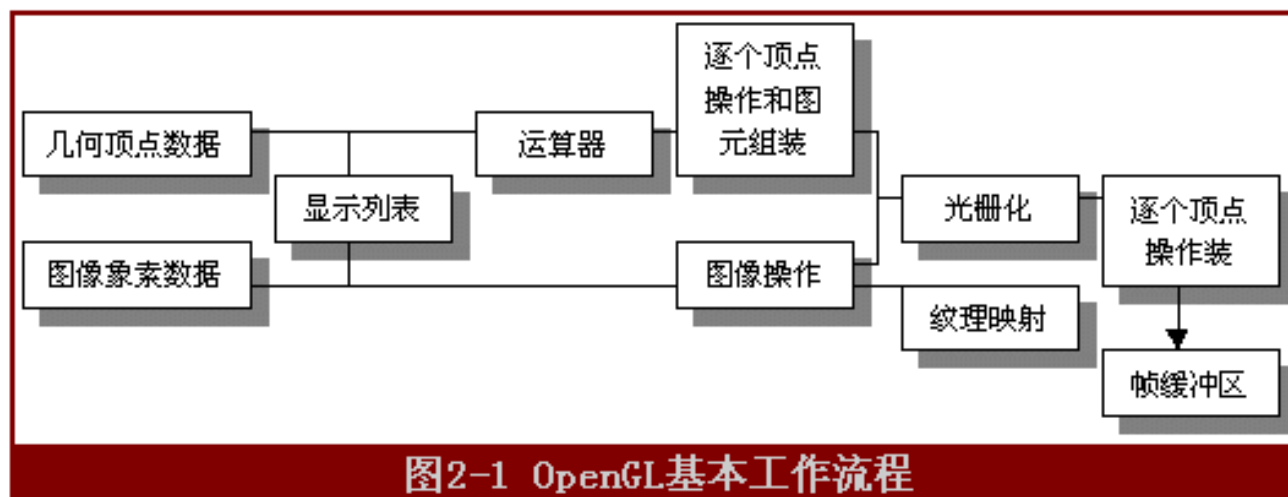 几何顶点数据
图像象素数据
显示列表
运算器
逐个顶点
操作和图
元组装
图像操作
光栅化
纹理映射
逐个顶点
操作装
帧缓冲区
图2-1 OpenGL基本工作流程